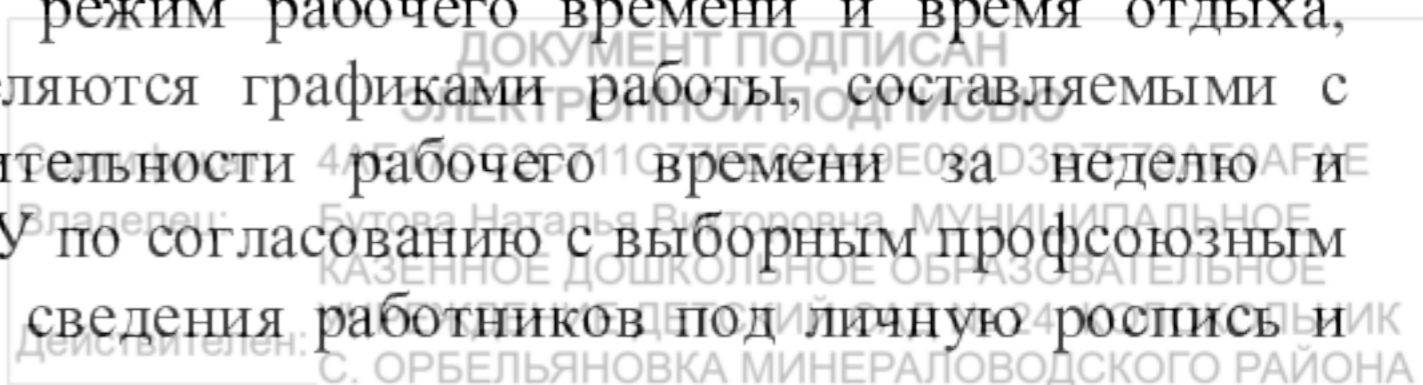 режим рабочего времени и время отдыха,
ДОКУМЕНТ ПОДПИСАН
ляются графиками работы, составляемыми с
ЭЛЕКТРОННОЙ ПОДПИСЬЮ
ительности рабочего времени за неделю и
Владелец: Бутова Наталья Викторовна, МУНИЦИПАЛЬНОЕ
У по согласованию с выборным профсоюзным
КАЗЕННОЕ ДОШКОЛЬНОЕ ОБРАЗОВАТЕЛЬНОЕ
сведения работников под личную роспись и
Действителен:
С. ОРБЕЛЬЯНОВКА МИНЕРАЛОВОДСКОГО РАЙОНА